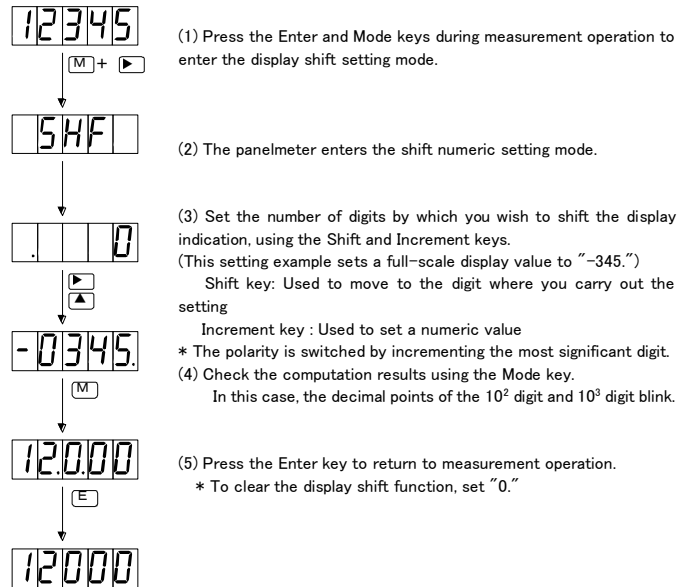 12345
(1) Press the Enter and Mode keys during measurement operation to
M + ▶
enter the display shift setting mode.
SHF
(2) The panelmeter enters the shift numeric setting mode.
(3) Set the number of digits by which you wish to shift the display
. 0
indication, using the Shift and Increment keys.
(This setting example sets a full-scale display value to "-345.")
▶
▲
Shift key: Used to move to the digit where you carry out the
setting
Increment key : Used to set a numeric value
-0345.
* The polarity is switched by incrementing the most significant digit.
M
(4) Check the computation results using the Mode key.
In this case, the decimal points of the 10² digit and 10³ digit blink.
12.0.00
(5) Press the Enter key to return to measurement operation.
E
* To clear the display shift function, set "0."
12000